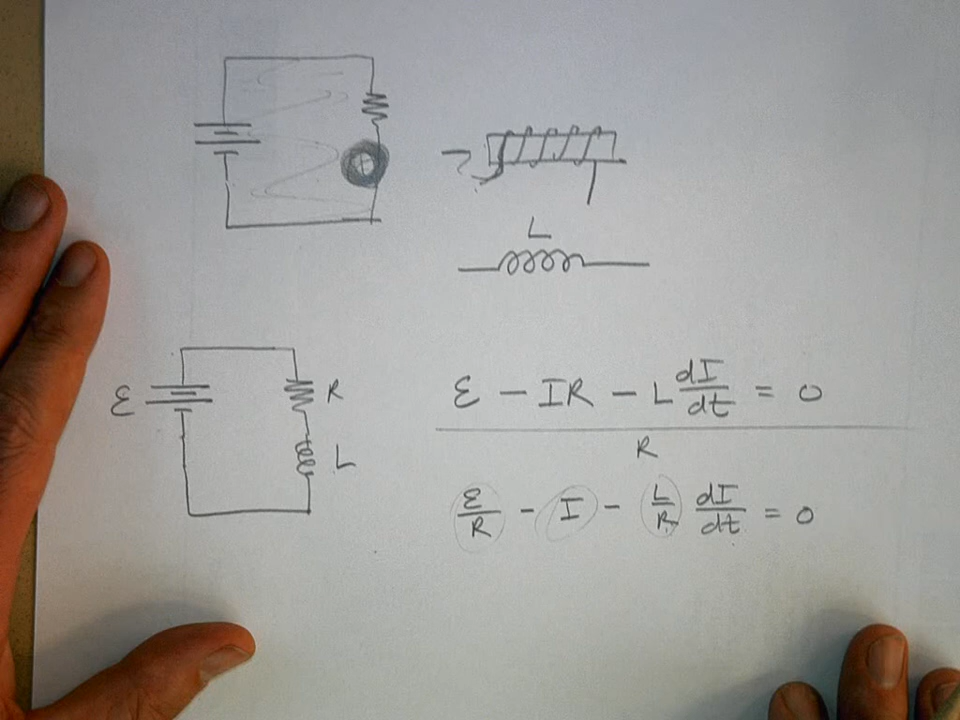 L
ℰ
R
L
ℰ - IR - L dI/dt = 0
R
ℰ/R - I - L/R dI/dt = 0